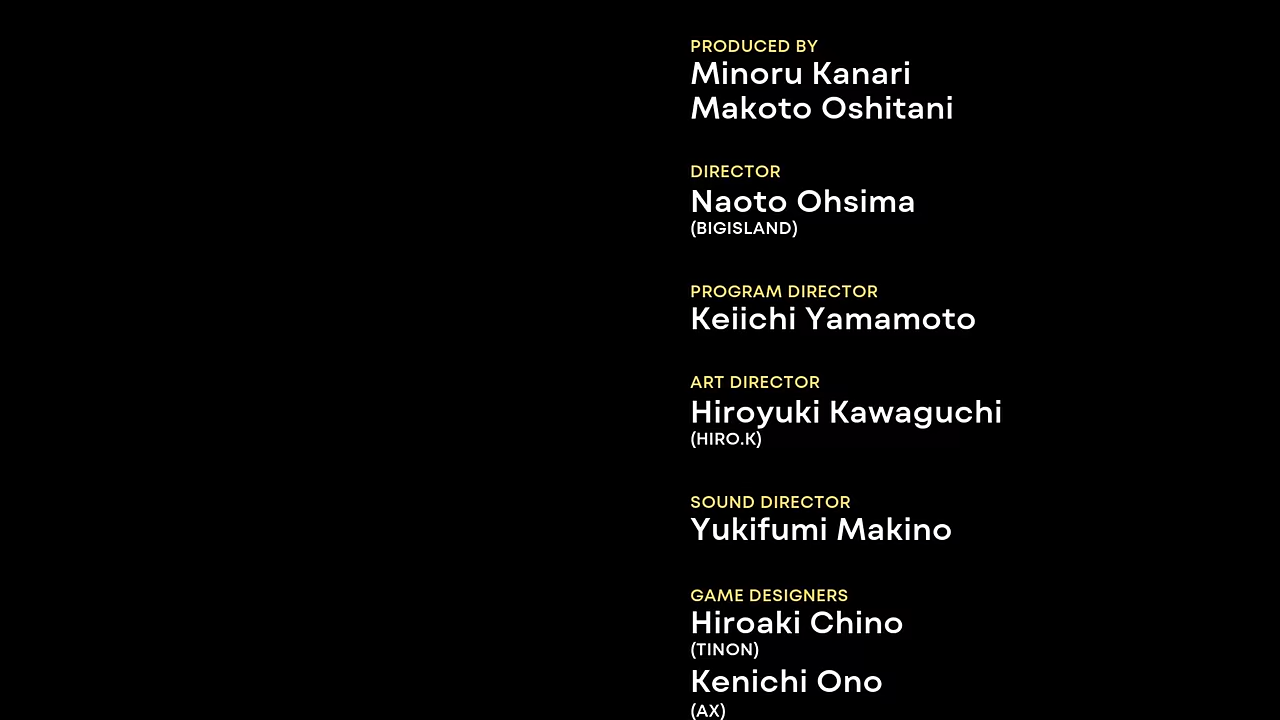 PRODUCED BY
Minoru Kanari
Makoto Oshitani
DIRECTOR
Naoto Ohsima
(BIGISLAND)
PROGRAM DIRECTOR
Keiichi Yamamoto
ART DIRECTOR
Hiroyuki Kawaguchi
(HIRO.K)
SOUND DIRECTOR
Yukifumi Makino
GAME DESIGNERS
Hiroaki Chino
(TINON)
Kenichi Ono
(AX)